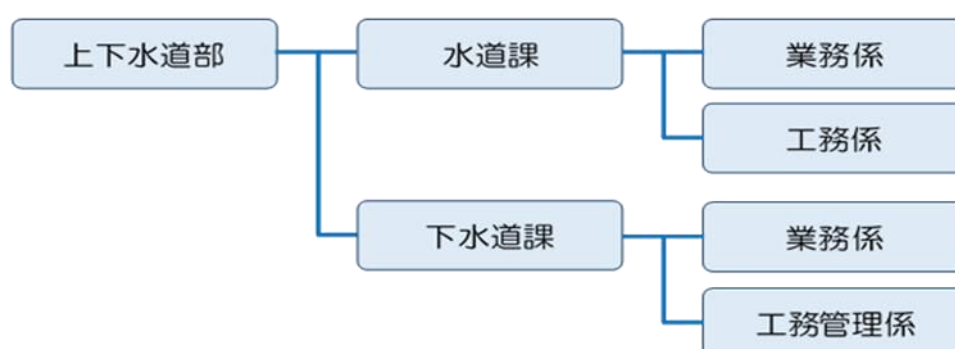 上下水道部
水道課
業務係
工務係
下水道課
業務係
工務管理係